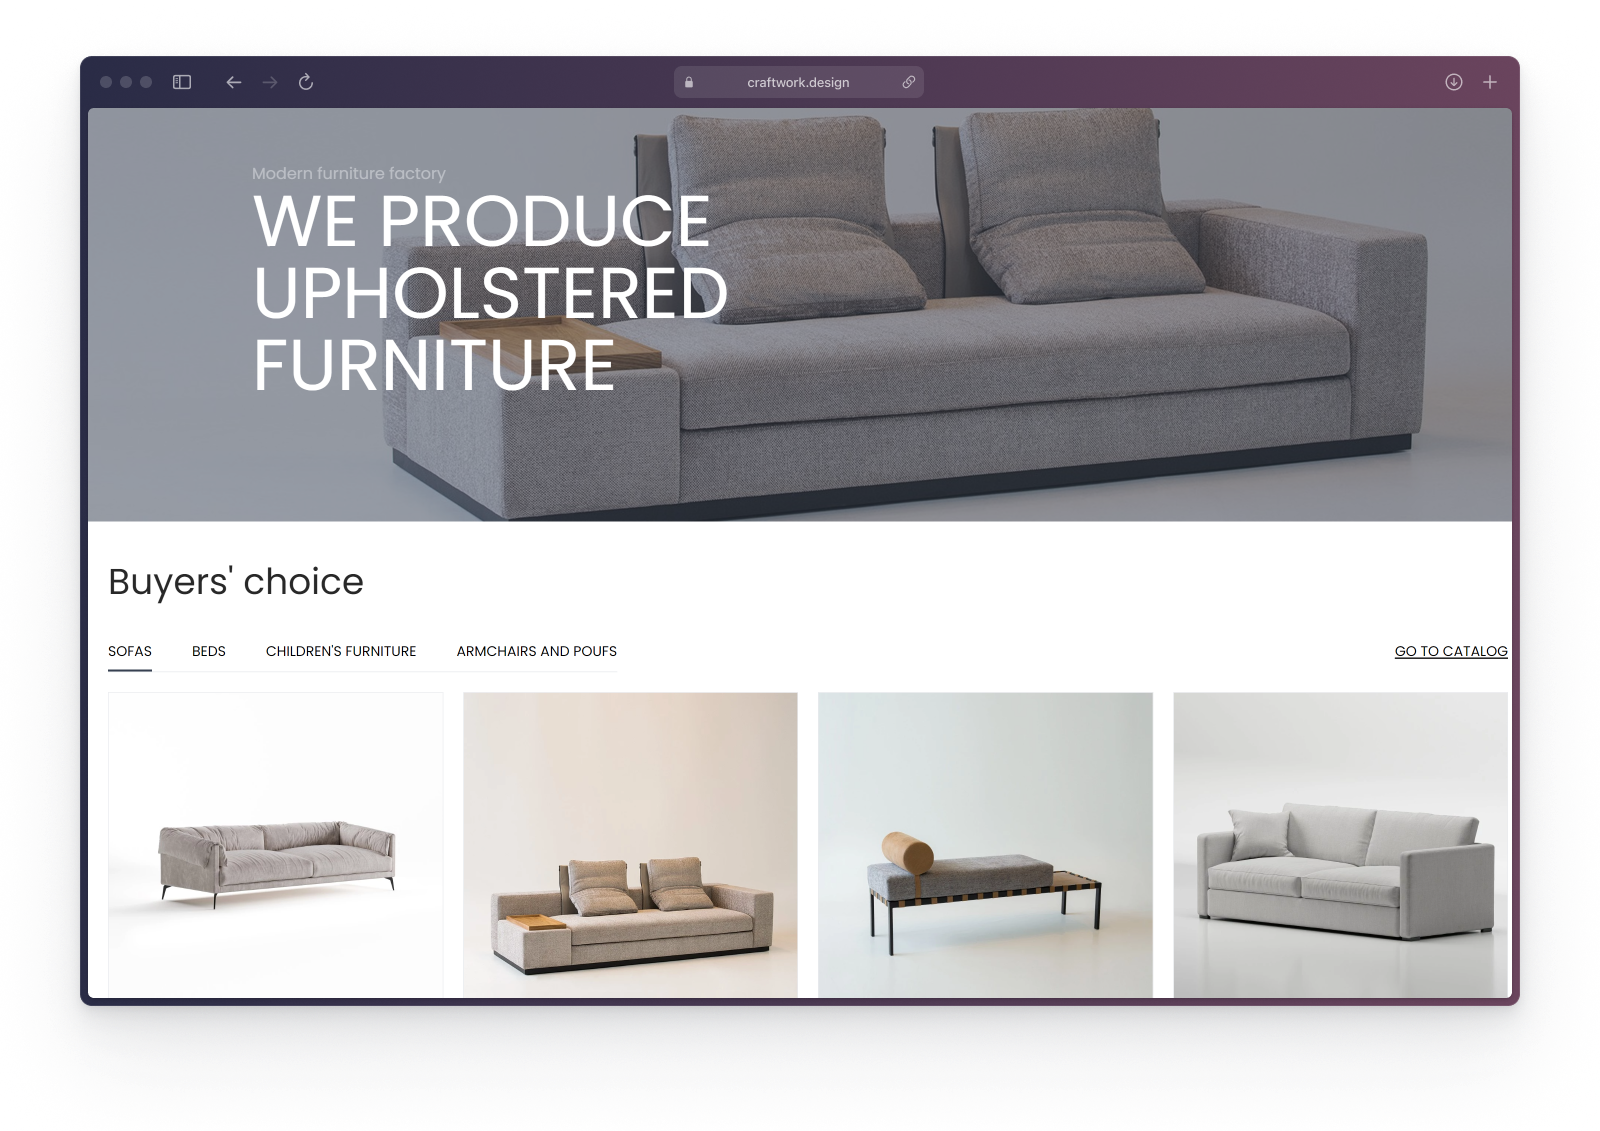 craftwork.design
Modern furniture factory
WE PRODUCE
UPHOLSTERED
FURNITURE
Buyers' choice
SOFAS BEDS CHILDREN'S FURNITURE ARMCHAIRS AND POUFS GO TO CATALOG